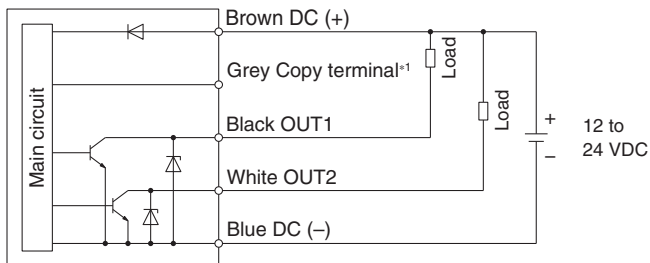 Brown DC (+)
Grey Copy terminal*1
Black OUT1
White OUT2
Blue DC (–)
Main circuit
Load
Load
+
–
12 to
24 VDC